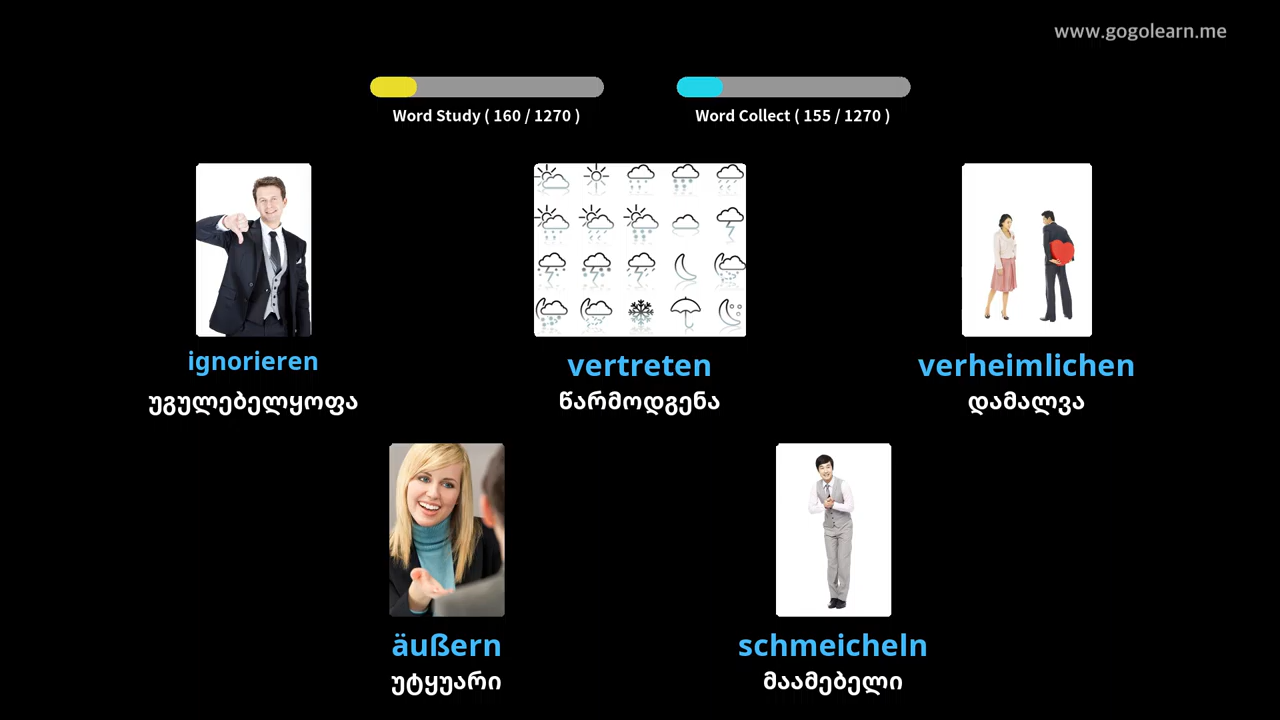 www.gogolearn.me
Word Study ( 160 / 1270 )
Word Collect ( 155 / 1270 )
ignorieren
უგულებელყოფა
vertreten
წარმოდგენა
verheimlichen
დამალვა
äußern
უტყუარი
schmeicheln
მაამებელი